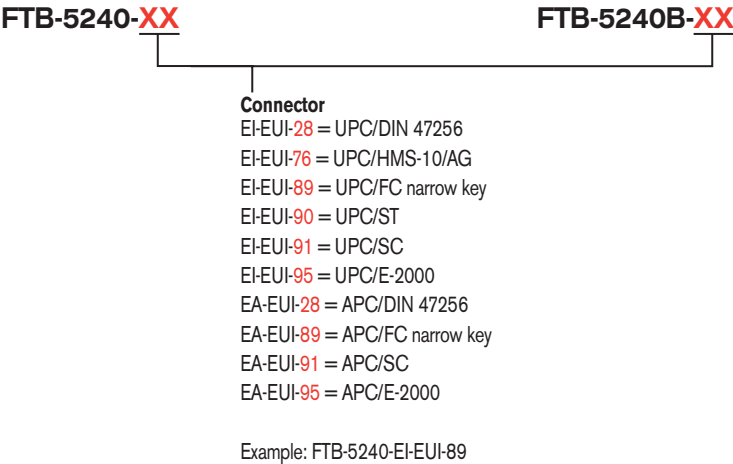 FTB-5240-XX FTB-5240B-XX
Connector
EI-EUI-28 = UPC/DIN 47256
EI-EUI-76 = UPC/HMS-10/AG
EI-EUI-89 = UPC/FC narrow key
EI-EUI-90 = UPC/ST
EI-EUI-91 = UPC/SC
EI-EUI-95 = UPC/E-2000
EA-EUI-28 = APC/DIN 47256
EA-EUI-89 = APC/FC narrow key
EA-EUI-91 = APC/SC
EA-EUI-95 = APC/E-2000
Example: FTB-5240-EI-EUI-89